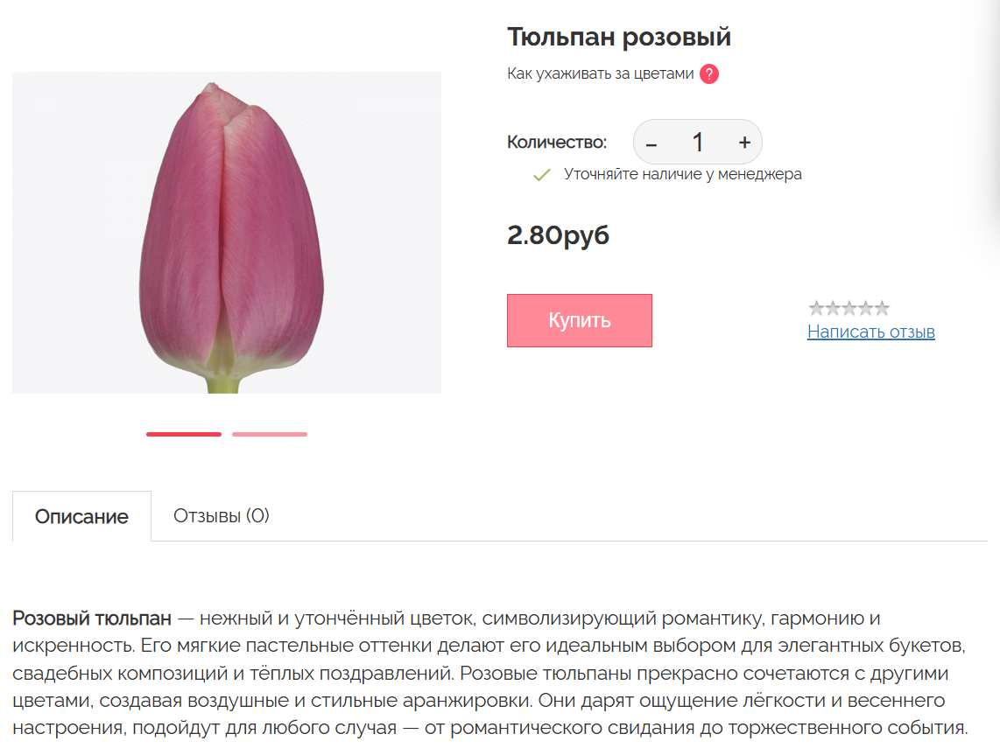 Тюльпан розовый
Как ухаживать за цветами ?
Количество: – 1 +
Уточняйте наличие у менеджера
2.80руб
Купить
Написать отзыв
Описание Отзывы (0)
Розовый тюльпан — нежный и утончённый цветок, символизирующий романтику, гармонию и
искренность. Его мягкие пастельные оттенки делают его идеальным выбором для элегантных букетов,
свадебных композиций и тёплых поздравлений. Розовые тюльпаны прекрасно сочетаются с другими
цветами, создавая воздушные и стильные аранжировки. Они дарят ощущение лёгкости и весеннего
настроения, подойдут для любого случая — от романтического свидания до торжественного события.